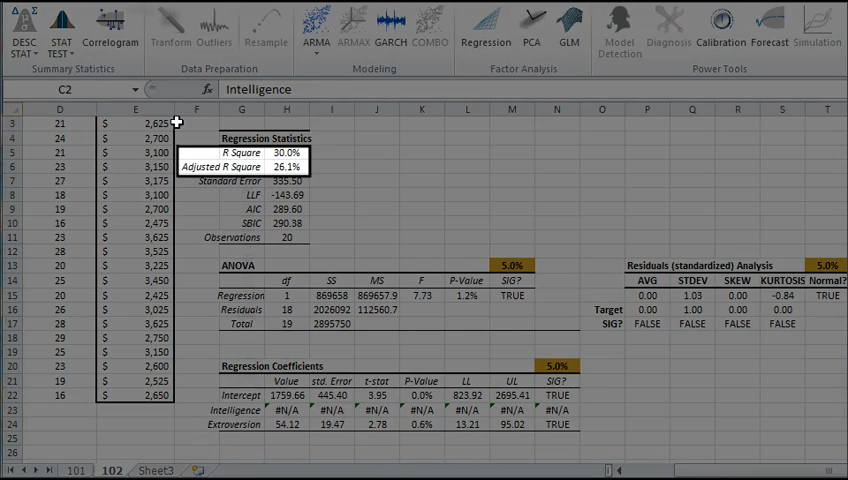 DESC STAT STAT TEST Correlogram Tranform Outliers Resample ARMA ARMAX GARCH COMBO Regression PCA GLM Model Detection Diagnosis Calibration Forecast Simulation
Summary Statistics Data Preparation Modeling Factor Analysis Power Tools
C2 fx Intelligence
D E F G H I J K L M N O P Q R S T
3 21 $ 2,625
4 24 $ 2,700 Regression Statistics
5 21 $ 3,100 R Square 30.0%
6 23 $ 3,150 Adjusted R Square 26.1%
7 27 $ 3,175 Standard Error 335.50
8 18 $ 3,100 LLF -143.69
9 19 $ 2,700 AIC 289.60
10 16 $ 2,475 SBIC 290.38
11 23 $ 3,625 Observations 20
12 28 $ 3,525
13 20 $ 3,225 ANOVA 5.0% Residuals (standardized) Analysis 5.0%
14 25 $ 3,450 df SS MS F P-Value SIG? AVG STDEV SKEW KURTOSIS Normal?
15 20 $ 2,425 Regression 1 869658 869657.9 7.73 1.2% TRUE 0.00 1.03 0.00 -0.84 TRUE
16 26 $ 3,025 Residuals 18 2026092 112560.7 Target 0.00 1.00 0.00 0.00
17 28 $ 3,625 Total 19 2895750 SIG? FALSE FALSE FALSE FALSE
18 29 $ 2,750
19 25 $ 3,150
20 23 $ 2,600 Regression Coefficients 5.0%
21 19 $ 2,525 Value std. Error t-stat P-Value LL UL SIG?
22 16 $ 2,650 Intercept 1759.66 445.40 3.95 0.0% 823.92 2695.41 TRUE
23 Intelligence #N/A #N/A #N/A #N/A #N/A #N/A #N/A
24 Extroversion 54.12 19.47 2.78 0.6% 13.21 95.02 TRUE
25
26
101 102 Sheet3